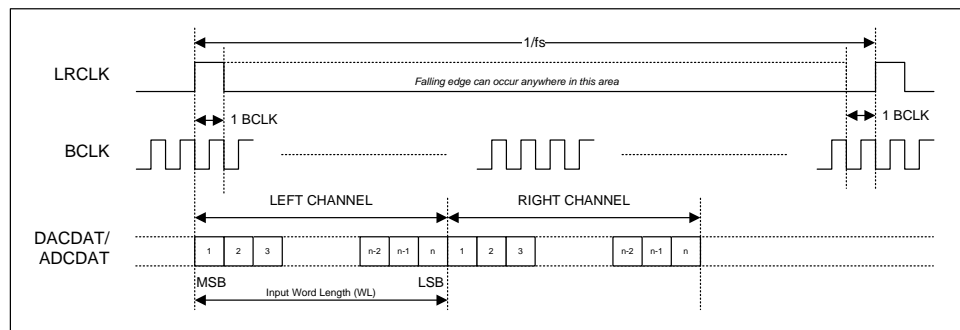 1/fs
LRCLK
Falling edge can occur anywhere in this area
1 BCLK
1 BCLK
BCLK
LEFT CHANNEL
RIGHT CHANNEL
DACDAT/
ADCDAT
1 2 3 n-2 n-1 n 1 2 3 n-2 n-1 n
MSB LSB
Input Word Length (WL)